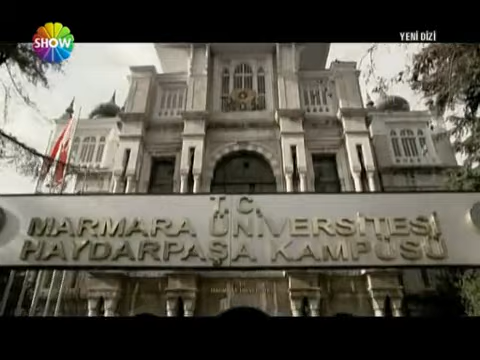 SHOW
YENİ DİZİ
T.C.
MARMARA ÜNİVERSİTESİ
HAYDARPAŞA KAMPÜSÜ